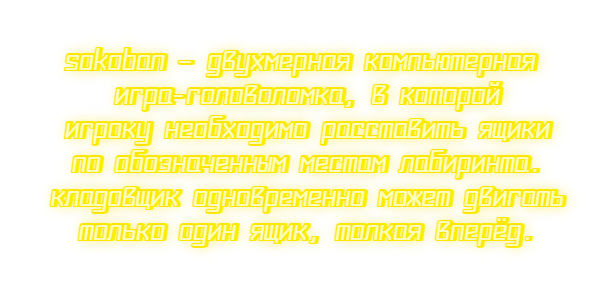 sokoban - двухмерная компьютерная
игра-головоломка, в которой
игроку необходимо расставить ящики
по обозначенным местам лабиринта.
кладовщик одновременно может двигать
только один ящик, толкая вперёд.